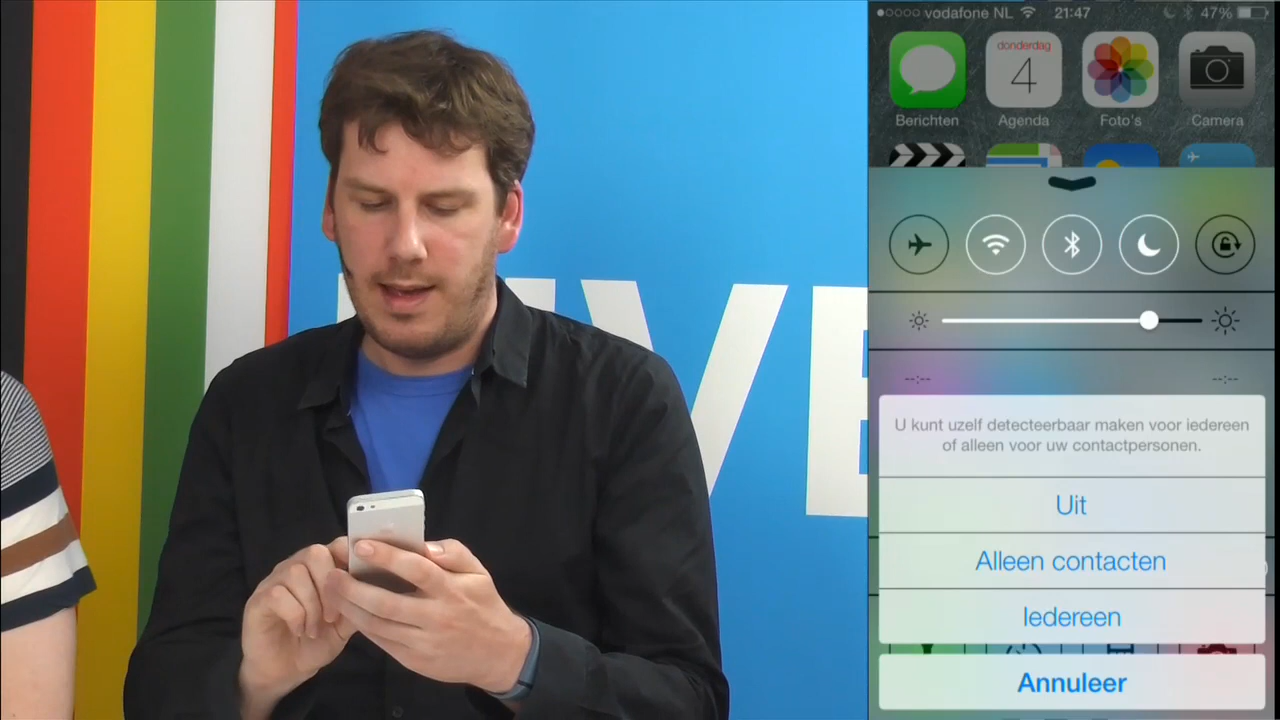 vodafone NL 21:47 47%
donderdag
4
Berichten Agenda Foto's Camera
--:-- --:--
U kunt uzelf detecteerbaar maken voor iedereen
of alleen voor uw contactpersonen.
Uit
Alleen contacten
Iedereen
Annuleer